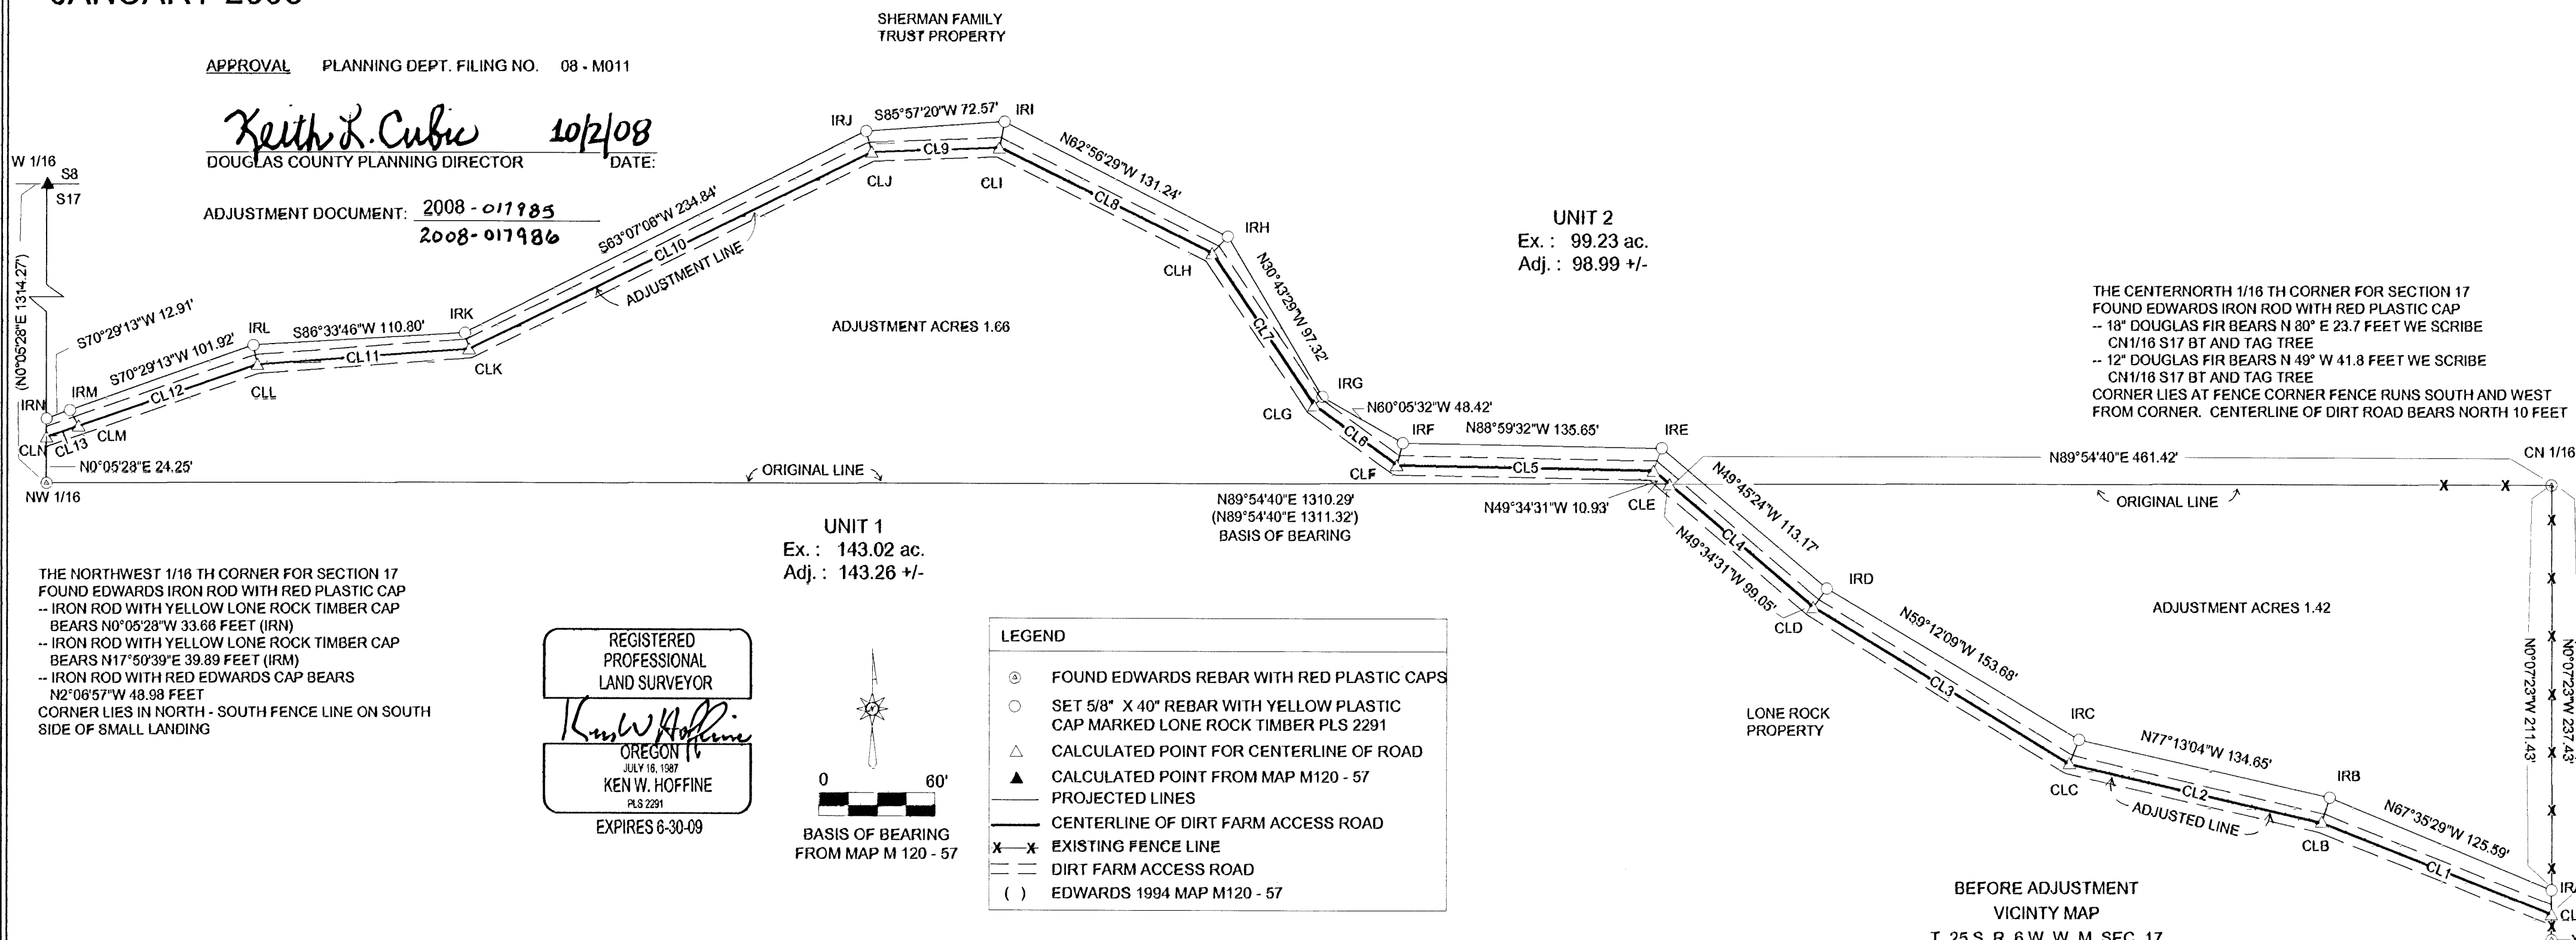 JANUARY 2008
SHERMAN FAMILY
TRUST PROPERTY
APPROVAL PLANNING DEPT. FILING NO. 08 - M011
Keith L. Cubic 10/2/08
DOUGLAS COUNTY PLANNING DIRECTOR DATE:
ADJUSTMENT DOCUMENT: 2008 - 017985
2008-017986
W 1/16
S8
S17
(N0°05'28"E 1314.27')
S70°29'13"W 12.91'
S70°29'13"W 101.92'
IRL
S86°33'46"W 110.80'
IRK
S63°07'06"W 234.84'
IRJ
S85°57'20"W 72.57'
IRI
N62°56'29"W 131.24'
IRH
N30°43'29"W 97.32'
IRG
N60°05'32"W 48.42'
IRF
N88°59'32"W 135.65'
IRE
N49°45'24"W 113.17'
IRD
N59°12'09"W 153.68'
IRC
N77°13'04"W 134.65'
IRB
N67°35'29"W 125.59'
IRA
IRN
IRM
CLN
CL13
CLM
CL12
CLL
CL11
CLK
CL10
ADJUSTMENT LINE
CLJ
CL9
CLI
CL8
CLH
CL7
CLG
CL6
CLF
CL5
CLE
CL4
CLD
CL3
CLC
CL2
CLB
CL1
CL
N0°05'28"E 24.25'
NW 1/16
ORIGINAL LINE
ADJUSTMENT ACRES 1.66
UNIT 2
Ex. : 99.23 ac.
Adj. : 98.99 +/-
THE CENTERNORTH 1/16 TH CORNER FOR SECTION 17
FOUND EDWARDS IRON ROD WITH RED PLASTIC CAP
-- 18" DOUGLAS FIR BEARS N 80° E 23.7 FEET WE SCRIBE
CN1/16 S17 BT AND TAG TREE
-- 12" DOUGLAS FIR BEARS N 49° W 41.8 FEET WE SCRIBE
CN1/16 S17 BT AND TAG TREE
CORNER LIES AT FENCE CORNER FENCE RUNS SOUTH AND WEST
FROM CORNER. CENTERLINE OF DIRT ROAD BEARS NORTH 10 FEET
N89°54'40"E 461.42'
CN 1/16
X X
ORIGINAL LINE
N89°54'40"E 1310.29'
(N89°54'40"E 1311.32')
BASIS OF BEARING
N49°34'31"W 10.93'
N49°34'31"W 99.05'
ADJUSTMENT ACRES 1.42
N0°07'23"W 211.43'
N0°07'23"W 237.43'
LONE ROCK
PROPERTY
ADJUSTED LINE
UNIT 1
Ex. : 143.02 ac.
Adj. : 143.26 +/-
THE NORTHWEST 1/16 TH CORNER FOR SECTION 17
FOUND EDWARDS IRON ROD WITH RED PLASTIC CAP
-- IRON ROD WITH YELLOW LONE ROCK TIMBER CAP
BEARS N0°05'28"W 33.66 FEET (IRN)
-- IRON ROD WITH YELLOW LONE ROCK TIMBER CAP
BEARS N17°50'39"E 39.89 FEET (IRM)
-- IRON ROD WITH RED EDWARDS CAP BEARS
N2°06'57"W 48.98 FEET
CORNER LIES IN NORTH - SOUTH FENCE LINE ON SOUTH
SIDE OF SMALL LANDING
REGISTERED
PROFESSIONAL
LAND SURVEYOR
Ken W Hoffine
OREGON
JULY 16, 1987
KEN W. HOFFINE
PLS 2291
EXPIRES 6-30-09
0 60'
BASIS OF BEARING
FROM MAP M 120 - 57
LEGEND
FOUND EDWARDS REBAR WITH RED PLASTIC CAPS
SET 5/8" X 40" REBAR WITH YELLOW PLASTIC
CAP MARKED LONE ROCK TIMBER PLS 2291
CALCULATED POINT FOR CENTERLINE OF ROAD
CALCULATED POINT FROM MAP M120 - 57
PROJECTED LINES
CENTERLINE OF DIRT FARM ACCESS ROAD
X X EXISTING FENCE LINE
DIRT FARM ACCESS ROAD
( ) EDWARDS 1994 MAP M120 - 57
BEFORE ADJUSTMENT
VICINTY MAP
T. 25 S. R. 6 W. W. M. SEC. 17